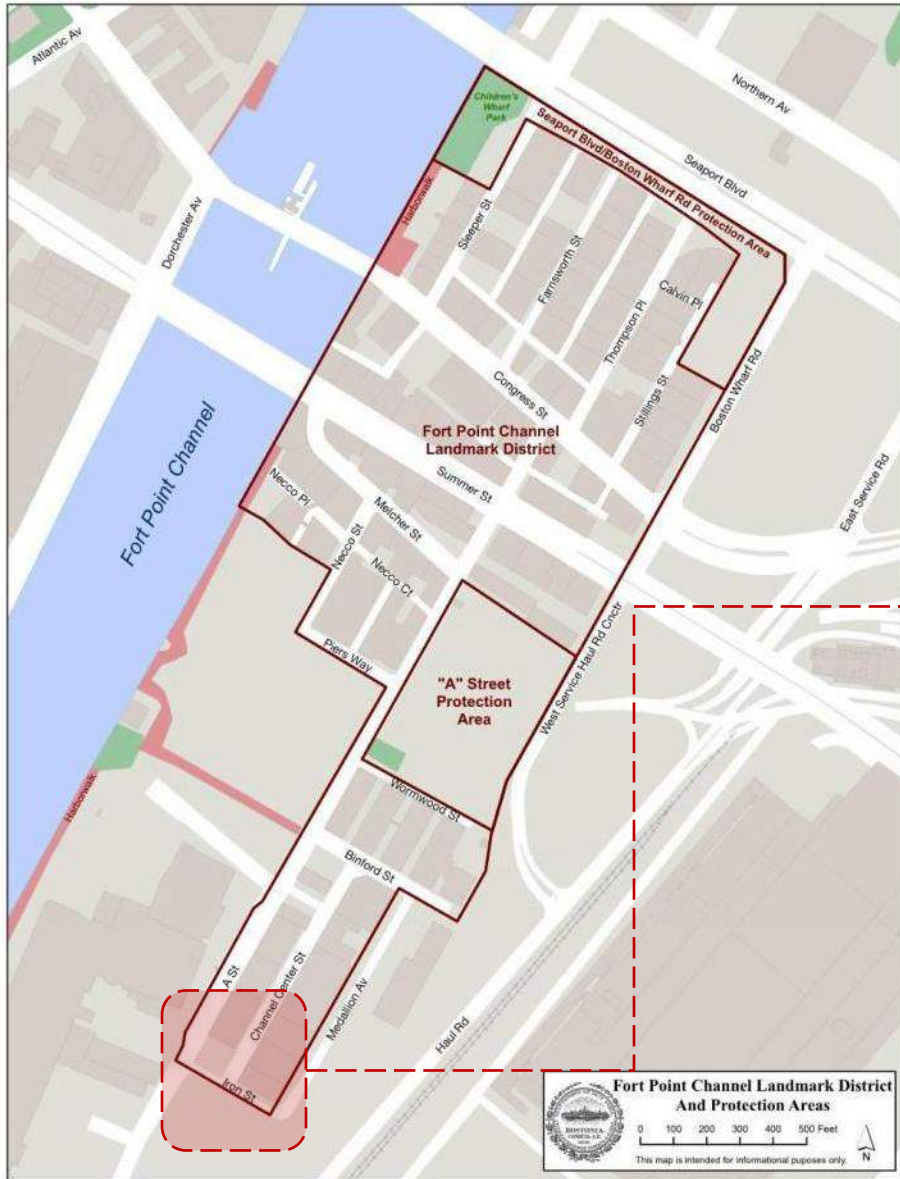 Atlantic Av
Northern Av
Children's
Wharf
Park
Seaport Blvd
Seaport Blvd/Boston Wharf Rd Protection Area
Dorchester Av
Harborwalk
Sleeper St
Farnsworth St
Thompson Pl
Calvin Pl
Stillings St
Boston Wharf Rd
Congress St
Fort Point Channel
Landmark District
Summer St
East Service Rd
Fort Point Channel
Necco Pl
Melcher St
Necco St
Necco Ct
Piers Way
West Service Haul Rd Cnctr
"A" Street
Protection
Area
Harborwalk
Wormwood St
Binford St
A St
Channel Center St
Medallion Av
Haul Rd
Iron St
Fort Point Channel Landmark District
And Protection Areas
BOSTONIA.
0 100 200 300 400 500 Feet
N
This map is intended for informational puposes only.